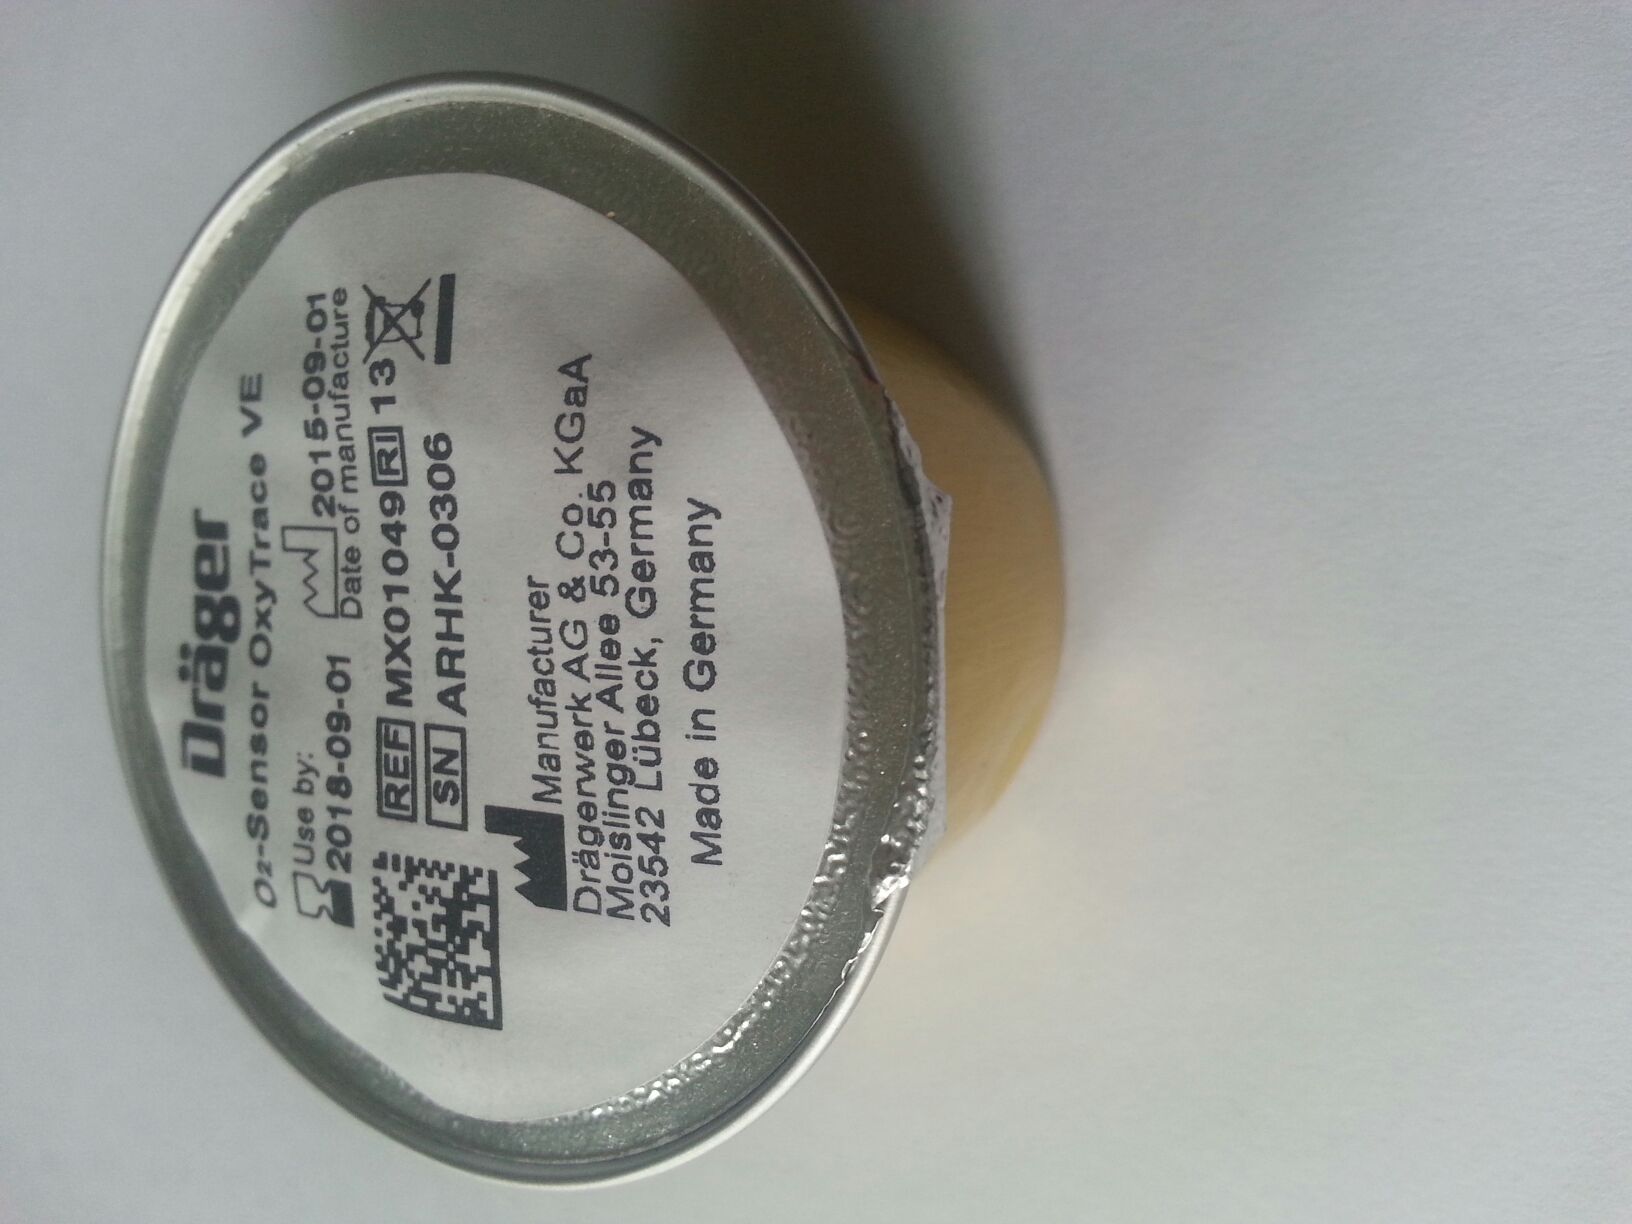 Dräger
O₂-Sensor OxyTrace VE
Use by:
2018-09-01
2015-09-01
Date of manufacture
REF MX01049 RI 13
SN ARHK-0306
Manufacturer
Drägerwerk AG & Co. KGaA
Moislinger Allee 53-55
23542 Lübeck, Germany
Made in Germany